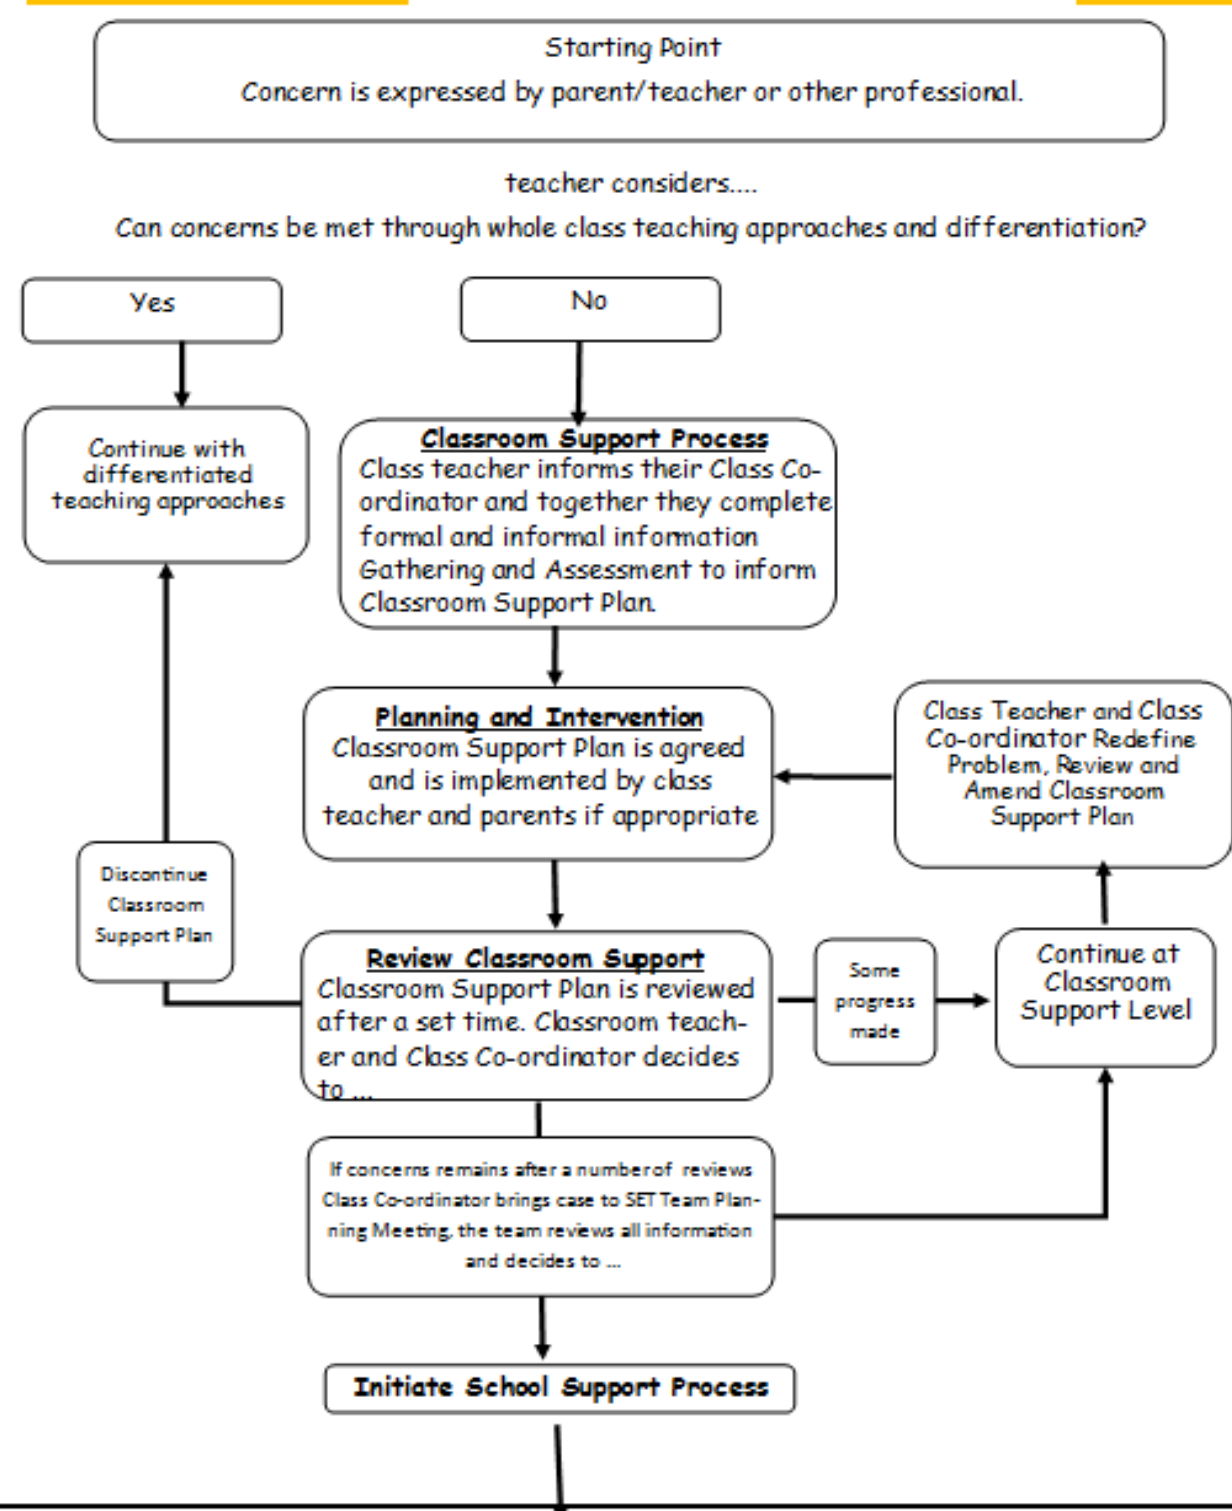 Starting Point
Concern is expressed by parent/teacher or other professional.
teacher considers....
Can concerns be met through whole class teaching approaches and differentiation?
Yes
No
Continue with
differentiated
teaching approaches
Classroom Support Process
Class teacher informs their Class Co-
ordinator and together they complete
formal and informal information
Gathering and Assessment to inform
Classroom Support Plan.
Planning and Intervention
Classroom Support Plan is agreed
and is implemented by class
teacher and parents if appropriate
Class Teacher and Class
Co-ordinator Redefine
Problem, Review and
Amend Classroom
Support Plan
Discontinue
Classroom
Support Plan
Review Classroom Support
Classroom Support Plan is reviewed
after a set time. Classroom teach-
er and Class Co-ordinator decides
to ...
Some
progress
made
Continue at
Classroom
Support Level
If concerns remains after a number of reviews
Class Co-ordinator brings case to SET Team Plan-
ning Meeting, the team reviews all information
and decides to ...
Initiate School Support Process